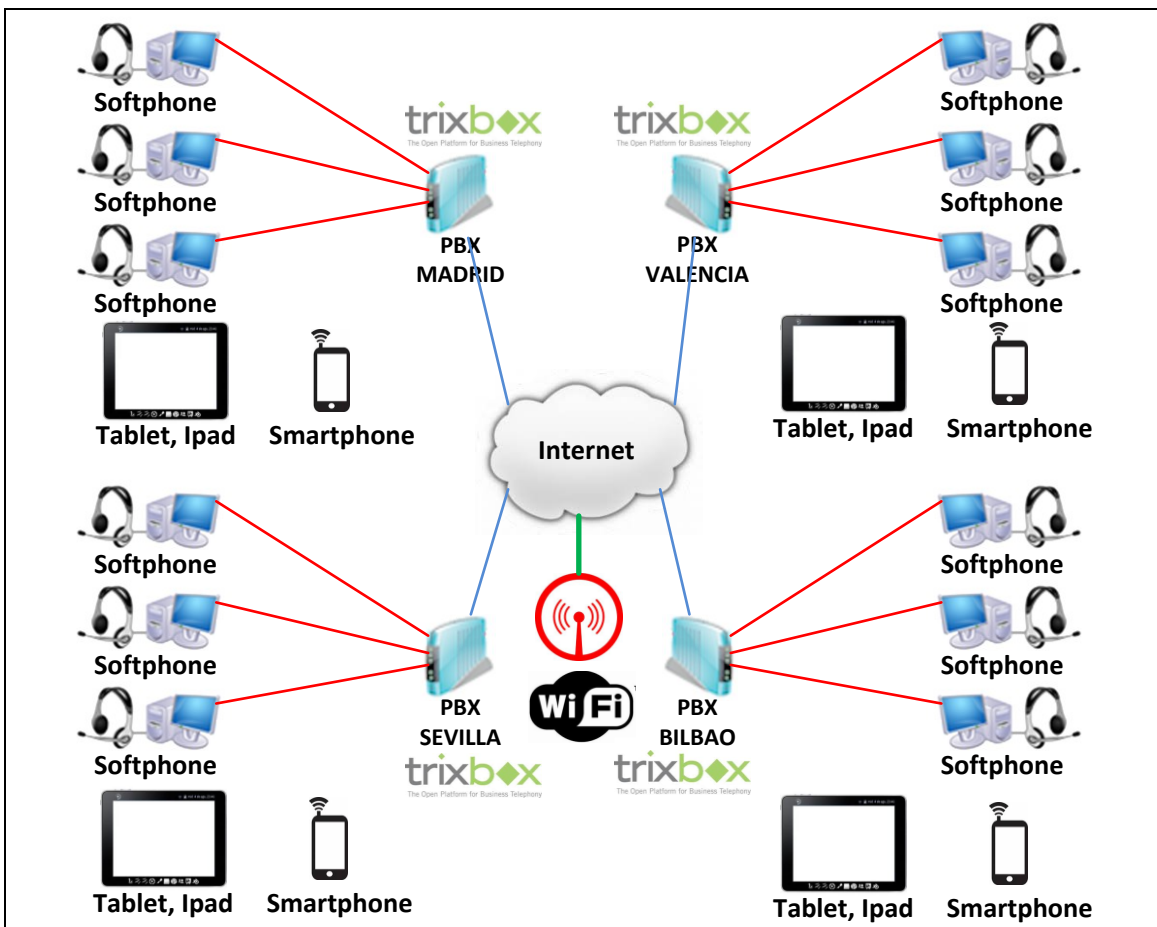 Softphone
Softphone
Softphone
trixbox
The Open Platform for Business Telephony
PBX
MADRID
Tablet, Ipad
Smartphone
trixbox
The Open Platform for Business Telephony
PBX
VALENCIA
Softphone
Softphone
Softphone
Tablet, Ipad
Smartphone
Internet
Softphone
Softphone
Softphone
PBX
SEVILLA
trixbox
The Open Platform for Business Telephony
Tablet, Ipad
Smartphone
Wi Fi
PBX
BILBAO
trixbox
The Open Platform for Business Telephony
Softphone
Softphone
Softphone
Tablet, Ipad
Smartphone